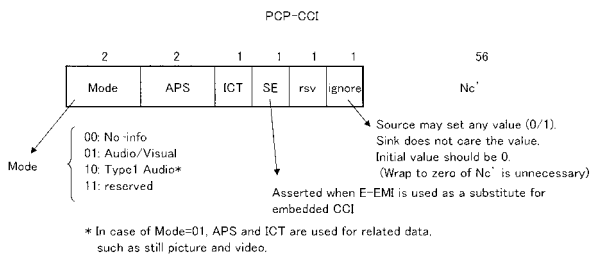 PCP-CCI
2 2 1 1 1 1 56
Mode APS ICT SE rsv ignore Nc'
Mode
00: No-info
01: Audio/Visual
10: Type1 Audio*
11: reserved
Source may set any value (0/1).
Sink does not care the value.
Initial value should be 0.
(Wrap to zero of Nc' is unnecessary)
Asserted when E-EMI is used as a substitute for
embedded CCI
* In case of Mode=01, APS and ICT are used for related data,
such as still picture and video.